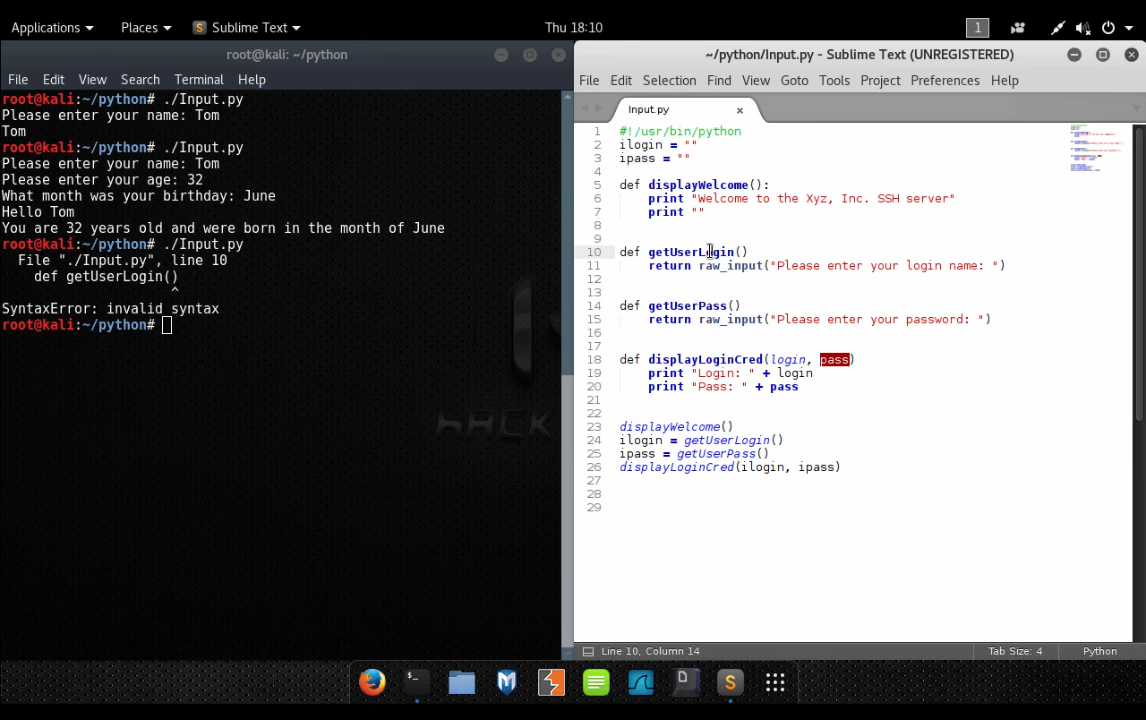 Applications Places Sublime Text Thu 18:10 1
root@kali: ~/python
File Edit View Search Terminal Help
root@kali:~/python# ./Input.py
Please enter your name: Tom
Tom
root@kali:~/python# ./Input.py
Please enter your name: Tom
Please enter your age: 32
What month was your birthday: June
Hello Tom
You are 32 years old and were born in the month of June
root@kali:~/python# ./Input.py
File "./Input.py", line 10
def getUserLogin()
^
SyntaxError: invalid syntax
root@kali:~/python#
HACK
~/python/Input.py - Sublime Text (UNREGISTERED)
File Edit Selection Find View Goto Tools Project Preferences Help
Input.py
1 #!/usr/bin/python
2 ilogin = ""
3 ipass = ""
4
5 def displayWelcome():
6 print "Welcome to the Xyz, Inc. SSH server"
7 print ""
8
9
10 def getUserLogin()
11 return raw_input("Please enter your login name: ")
12
13
14 def getUserPass()
15 return raw_input("Please enter your password: ")
16
17
18 def displayLoginCred(login, pass)
19 print "Login: " + login
20 print "Pass: " + pass
21
22
23 displayWelcome()
24 ilogin = getUserLogin()
25 ipass = getUserPass()
26 displayLoginCred(ilogin, ipass)
27
28
29
Line 10, Column 14 Tab Size: 4 Python